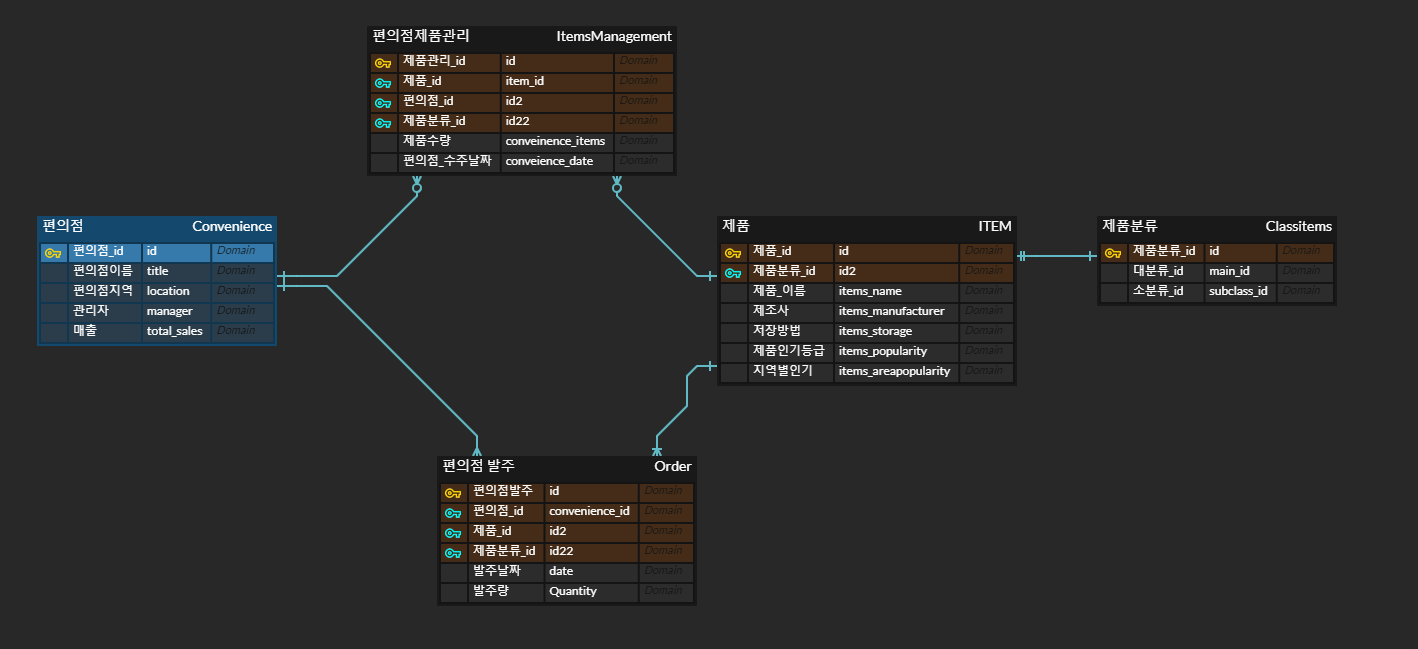 편의점제품관리 ItemsManagement
제품관리_id id Domain
제품_id item_id Domain
편의점_id id2 Domain
제품분류_id id22 Domain
제품수량 conveinence_items Domain
편의점_수주날짜 conveience_date Domain
편의점 Convenience
편의점_id id Domain
편의점이름 title Domain
편의점지역 location Domain
관리자 manager Domain
매출 total_sales Domain
제품 ITEM
제품_id id Domain
제품분류_id id2 Domain
제품_이름 items_name Domain
제조사 items_manufacturer Domain
저장방법 items_storage Domain
제품인기등급 items_popularity Domain
지역별인기 items_areapopularity Domain
제품분류 Classitems
제품분류_id id Domain
대분류_id main_id Domain
소분류_id subclass_id Domain
편의점 발주 Order
편의점발주 id Domain
편의점_id convenience_id Domain
제품_id id2 Domain
제품분류_id id22 Domain
발주날짜 date Domain
발주량 Quantity Domain